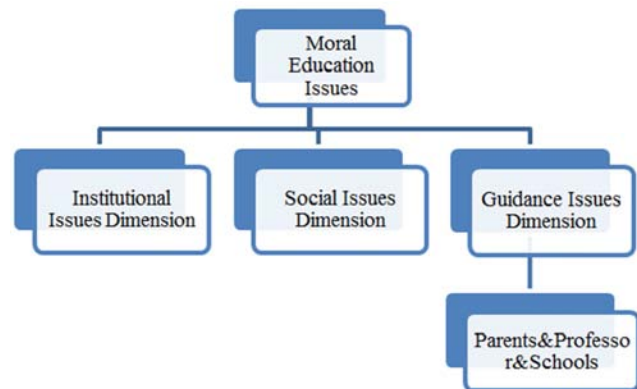 Moral
Education
Issues
Institutional
Issues Dimension
Social Issues
Dimension
Guidance Issues
Dimension
Parents&Professo
r&Schools